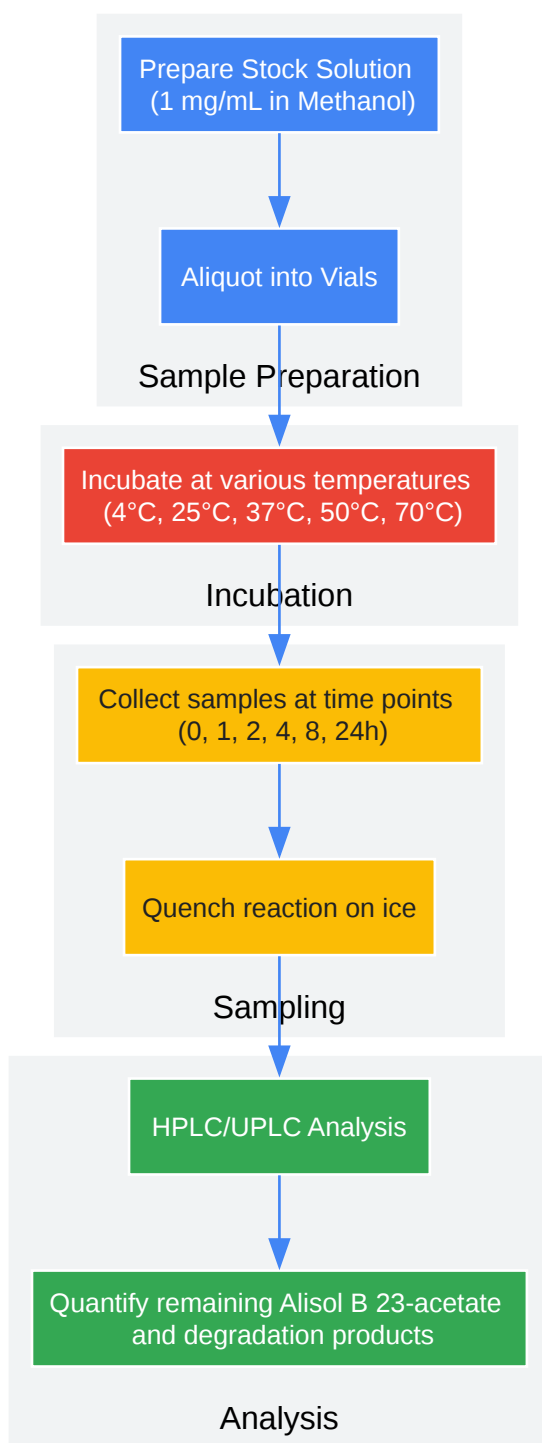 Prepare Stock Solution
(1 mg/mL in Methanol)
Aliquot into Vials
Sample Preparation
Incubate at various temperatures
(4°C, 25°C, 37°C, 50°C, 70°C)
Incubation
Collect samples at time points
(0, 1, 2, 4, 8, 24h)
Quench reaction on ice
Sampling
HPLC/UPLC Analysis
Quantify remaining Alisol B 23-acetate
and degradation products
Analysis